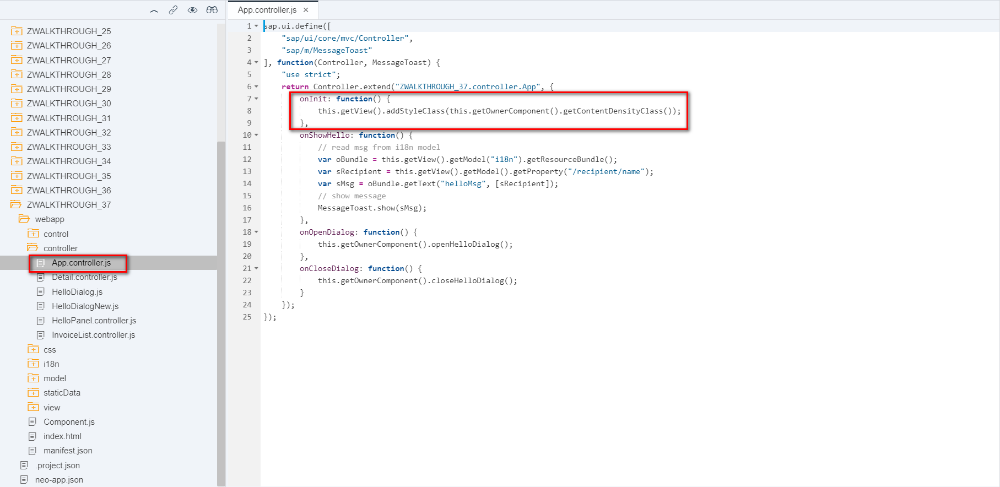 ZWALKTHROUGH_25
ZWALKTHROUGH_26
ZWALKTHROUGH_27
ZWALKTHROUGH_28
ZWALKTHROUGH_29
ZWALKTHROUGH_30
ZWALKTHROUGH_31
ZWALKTHROUGH_32
ZWALKTHROUGH_33
ZWALKTHROUGH_34
ZWALKTHROUGH_35
ZWALKTHROUGH_36
ZWALKTHROUGH_37
webapp
control
controller
App.controller.js
Detail.controller.js
HelloDialog.js
HelloDialogNew.js
HelloPanel.controller.js
InvoiceList.controller.js
css
i18n
model
staticData
view
Component.js
index.html
manifest.json
.project.json
neo-app.json
App.controller.js ×
1 sap.ui.define([
2 "sap/ui/core/mvc/Controller",
3 "sap/m/MessageToast"
4 ], function(Controller, MessageToast) {
5 "use strict";
6 return Controller.extend("ZWALKTHROUGH_37.controller.App", {
7 onInit: function() {
8 this.getView().addStyleClass(this.getOwnerComponent().getContentDensityClass());
9 },
10 onShowHello: function() {
11 // read msg from i18n model
12 var oBundle = this.getView().getModel("i18n").getResourceBundle();
13 var sRecipient = this.getView().getModel().getProperty("/recipient/name");
14 var sMsg = oBundle.getText("helloMsg", [sRecipient]);
15 // show message
16 MessageToast.show(sMsg);
17 },
18 onOpenDialog: function() {
19 this.getOwnerComponent().openHelloDialog();
20 },
21 onCloseDialog: function() {
22 this.getOwnerComponent().closeHelloDialog();
23 }
24 });
25 });